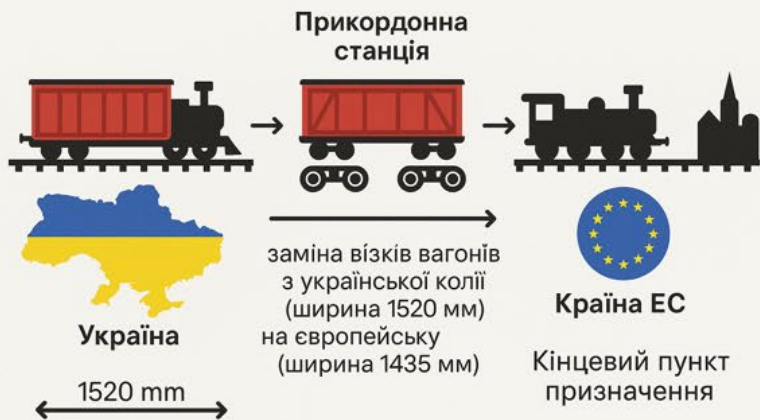 Прикордонна
станція
заміна візків вагонів
з української колії
(ширина 1520 мм)
на європейську
(ширина 1435 мм)
Україна
1520 mm
Країна ЕС
Кінцевий пункт
призначення